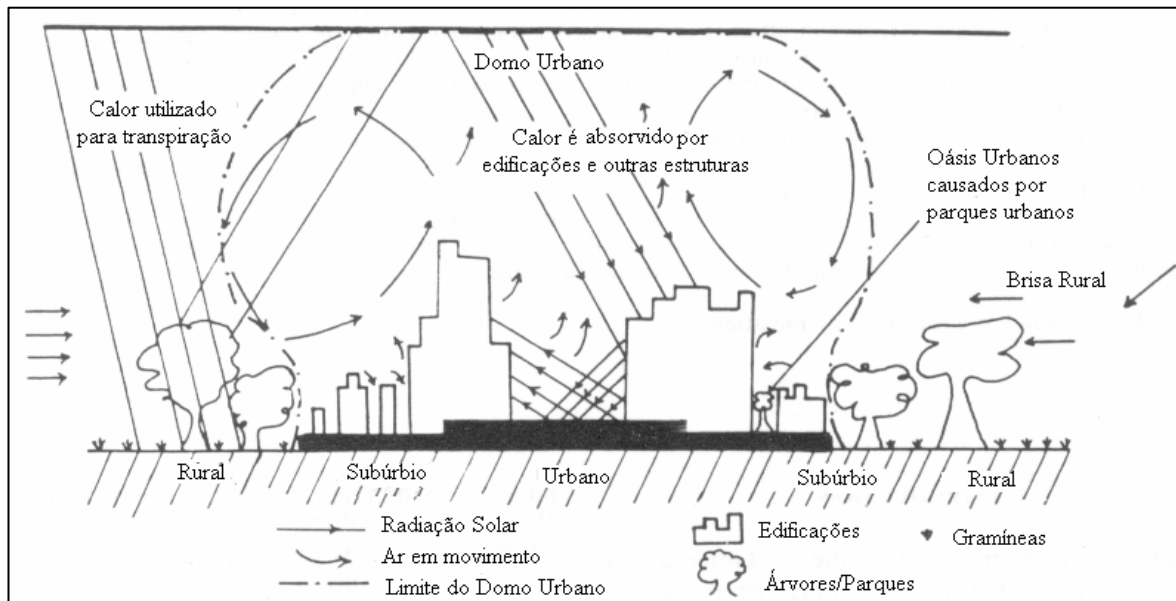 Domo Urbano
Calor utilizado
para transpiração
Calor é absorvido por
edificações e outras estruturas
Oásis Urbanos
causados por
parques urbanos
Brisa Rural
Rural
Subúrbio
Urbano
Subúrbio
Rural
Radiação Solar
Ar em movimento
Limite do Domo Urbano
Edificações
Árvores/Parques
Gramíneas